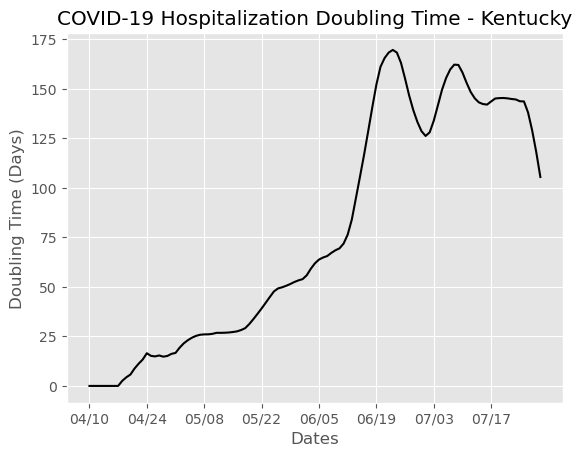 COVID-19 Hospitalization Doubling Time - Kentucky
Doubling Time (Days)
175
150
125
100
75
50
25
0
04/10 04/24 05/08 05/22 06/05 06/19 07/03 07/17
Dates